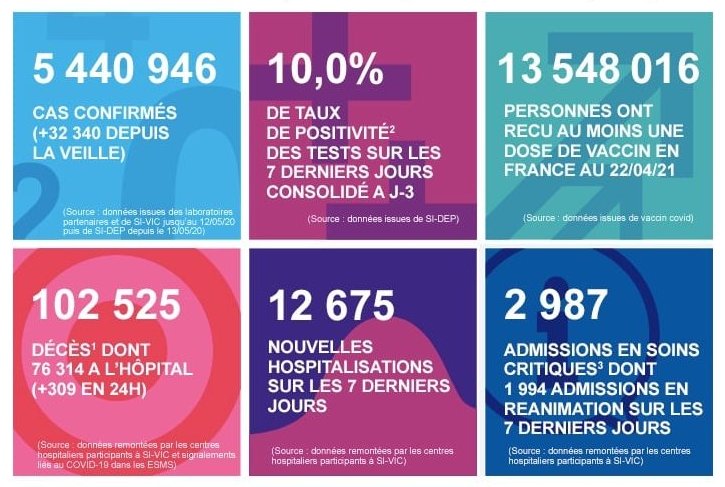 5 440 946
CAS CONFIRMÉS
(+32 340 DEPUIS
LA VEILLE)
(Source : données issues des laboratoires
partenaires et de SI-VIC jusqu'au 12/05/20
puis de SI-DEP depuis le 13/05/20)
10,0%
DE TAUX
DE POSITIVITÉ²
DES TESTS SUR LES
7 DERNIERS JOURS
CONSOLIDÉ A J-3
(Source : données issues de SI-DEP)
13 548 016
PERSONNES ONT
RECU AU MOINS UNE
DOSE DE VACCIN EN
FRANCE AU 22/04/21
(Source : données issues de vaccin covid)
102 525
DÉCÈS¹ DONT
76 314 A L'HÔPITAL
(+309 EN 24H)
(Source : données remontées par les centres
hospitaliers participants à SI-VIC et signalements
liés au COVID-19 dans les ESMS)
12 675
NOUVELLES
HOSPITALISATIONS
SUR LES 7 DERNIERS
JOURS
(Source : données remontées par les centres
hospitaliers participants à SI-VIC)
2 987
ADMISSIONS EN SOINS
CRITIQUES³ DONT
1 994 ADMISSIONS EN
REANIMATION SUR LES
7 DERNIERS JOURS
(Source : données remontées par les centres
hospitaliers participants à SI-VIC)